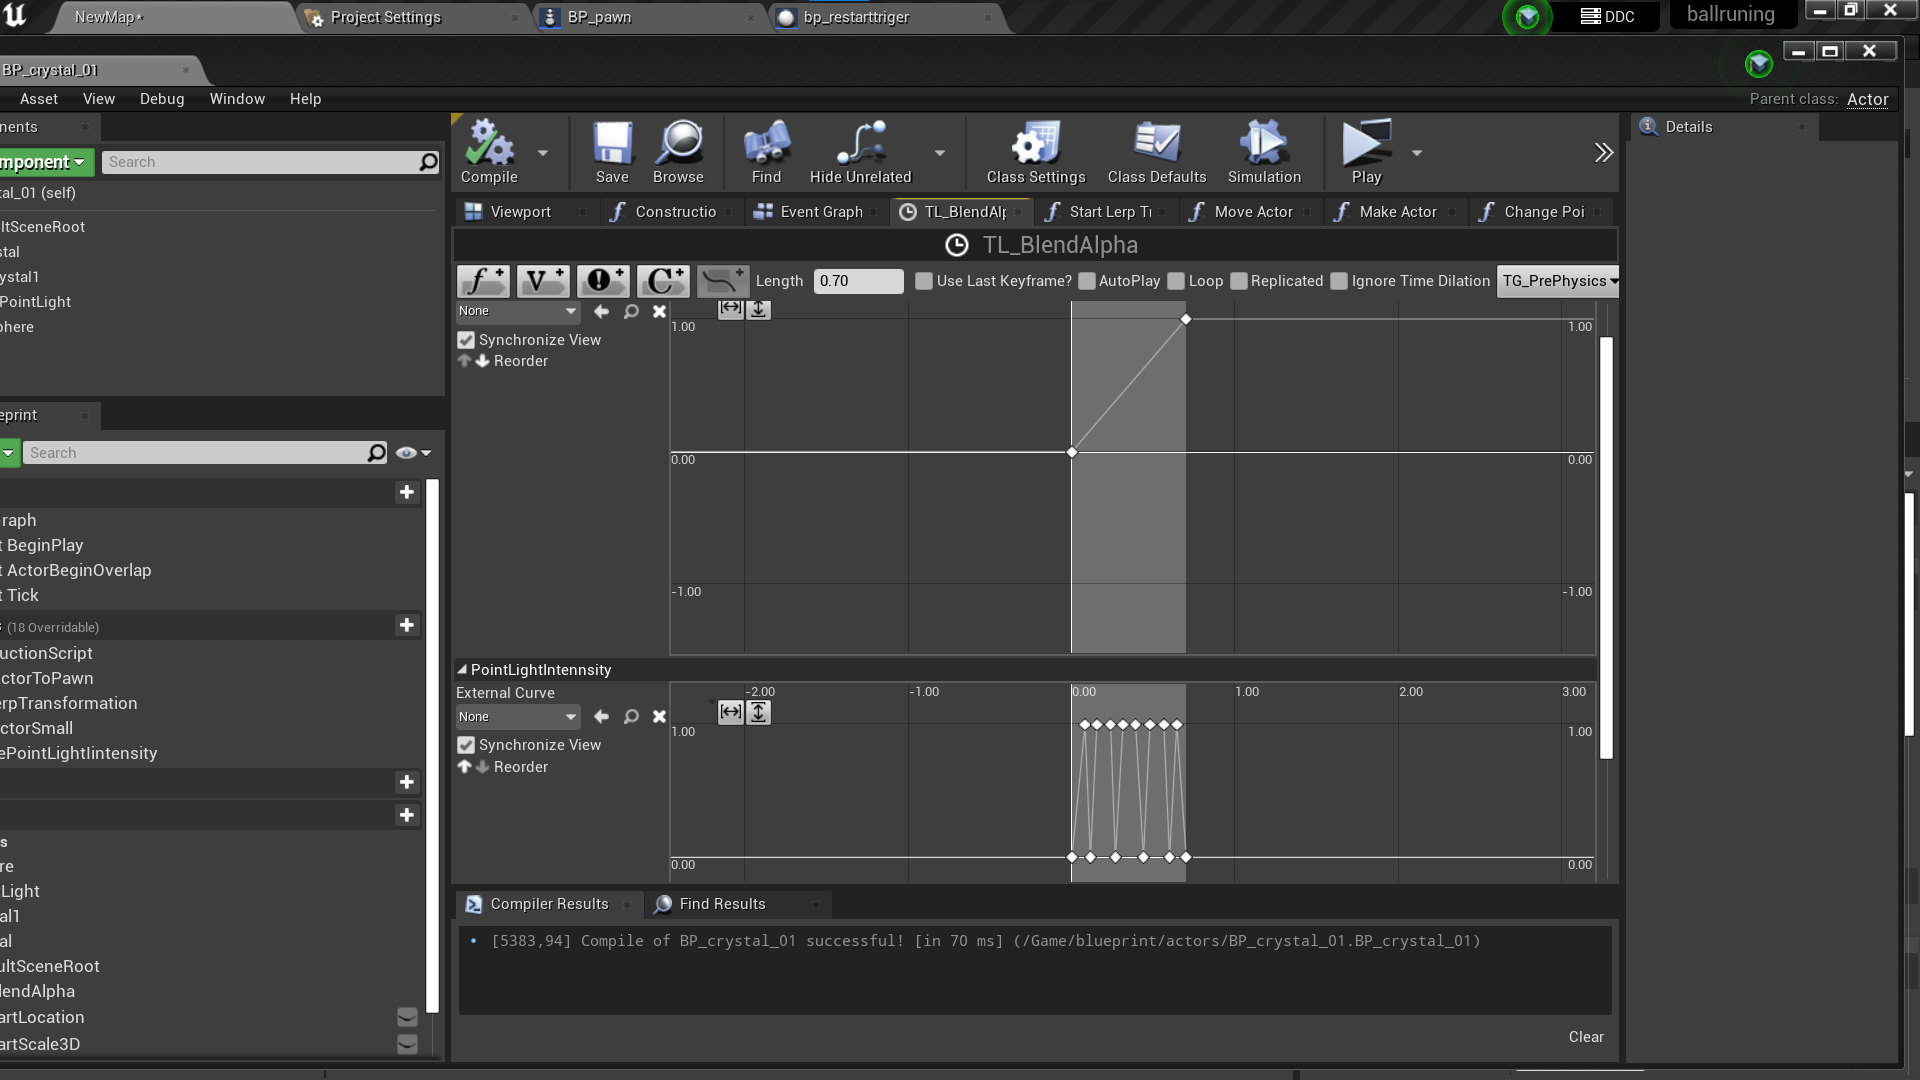 NewMap*
Project Settings
BP_pawn
bp_restarttriger
DDC
ballruning
BP_crystal_01
Asset
View
Debug
Window
Help
Parent class:
Actor
nents
mponent
Search
tal_01 (self)
ltSceneRoot
stal
ystal1
PointLight
phere
Compile
Save
Browse
Find
Hide Unrelated
Class Settings
Class Defaults
Simulation
Play
Details
Viewport
Constructio
Event Graph
TL_BlendAlp
Start Lerp Tr
Move Actor
Make Actor
Change Poi
TL_BlendAlpha
Length
0.70
Use Last Keyframe?
AutoPlay
Loop
Replicated
Ignore Time Dilation
TG_PrePhysics
None
Synchronize View
Reorder
1.00
1.00
0.00
0.00
-1.00
-1.00
eprint
Search
raph
t BeginPlay
t ActorBeginOverlap
t Tick
s (18 Overridable)
uctionScript
ctorToPawn
erpTransformation
ctorSmall
ePointLightIintensity
s
re
Light
al1
al
ultSceneRoot
lendAlpha
artLocation
artScale3D
PointLightIntennsity
External Curve
None
Synchronize View
Reorder
-2.00
-1.00
0.00
1.00
2.00
3.00
1.00
1.00
0.00
0.00
Compiler Results
Find Results
[5383,94] Compile of BP_crystal_01 successful! [in 70 ms] (/Game/blueprint/actors/BP_crystal_01.BP_crystal_01)
Clear